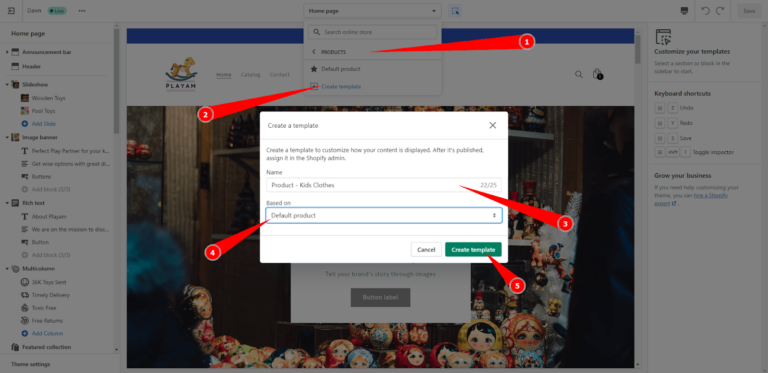 Dawn
Live
Home page
Save
Home page
Announcement bar
Header
Slideshow
Wooden Toys
Pool Toys
Add Slide
Image banner
Perfect Play Partner for your k...
Get wise options with great di...
Buttons
Add block (5/3)
Rich text
About Playam
We are on the mission to disc...
Button
Multicolumn
36K Toys Sent
Timely Delivery
Toxic Free
Free Returns
Add Column
Featured collection
Theme settings
PLAYAM
Home
Catalog
Contact
Search online store
PRODUCTS
Default product
Create template
1
2
Create a template
Create a template to customize how your content is displayed. After it's published,
assign it in the Shopify admin.
Name
Product - Kids Clothes
22/25
3
Based on
Default product
4
Cancel
Create template
5
Tell your brand's story through images
Button label
Customize your templates
Select a section or block in the
sidebar to start.
Keyboard shortcuts
Undo
Redo
Save
shift
Toggle inspector
Grow your business
If you need help customizing
your theme, you can hire a Shopify
expert